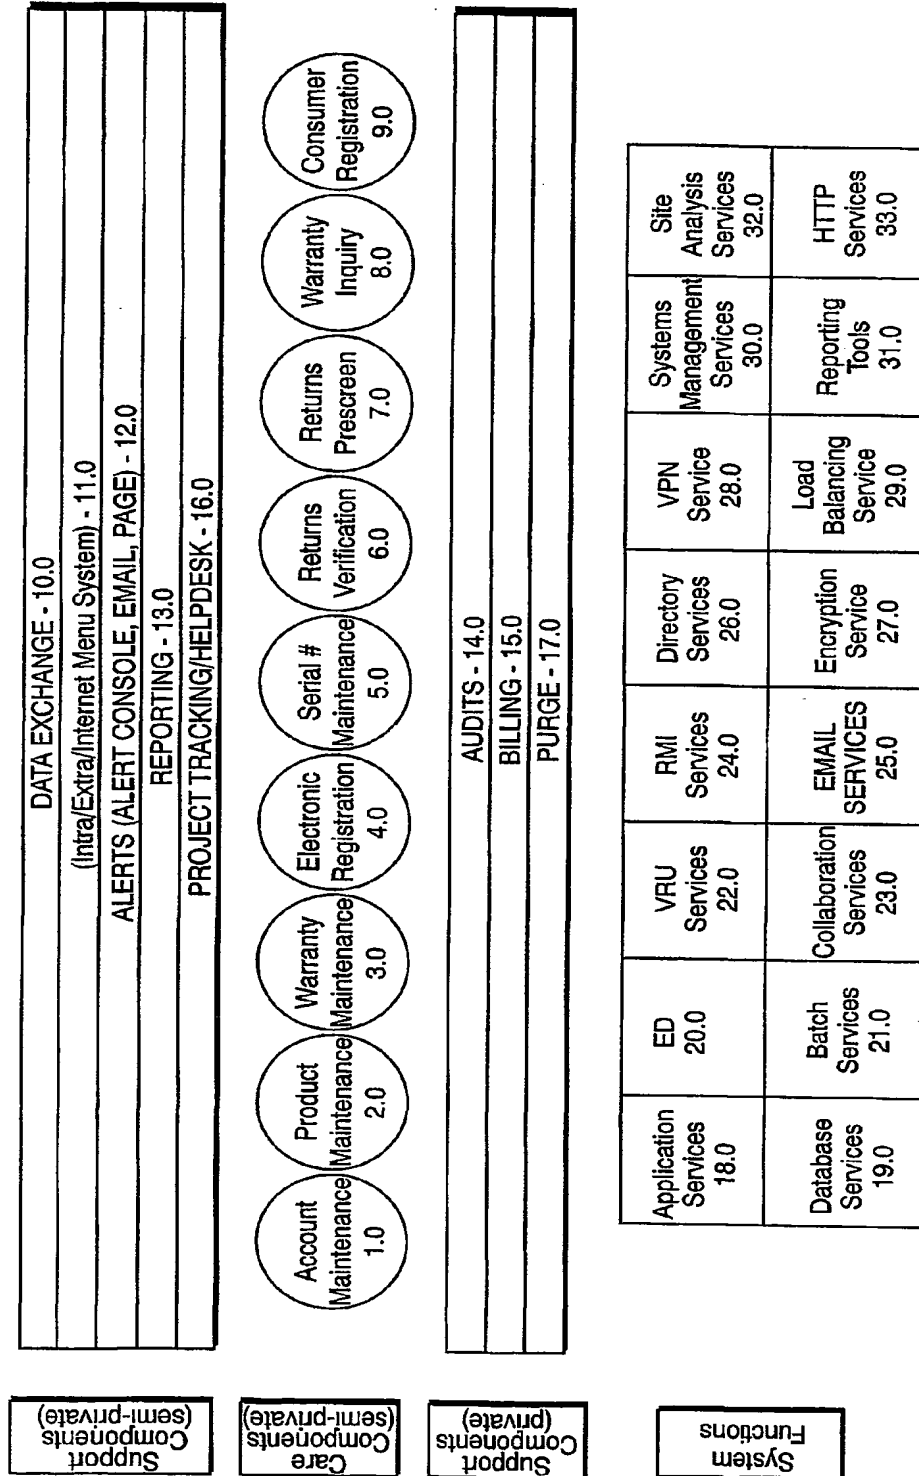 Support
Components
(semi-private)
DATA EXCHANGE - 10.0
(Intra/Extra/Internet Menu System) - 11.0
ALERTS (ALERT CONSOLE, EMAIL, PAGE) - 12.0
REPORTING - 13.0
PROJECT TRACKING/HELPDESK - 16.0
Care
Components
(semi-private)
Account
Maintenance
1.0
Product
Maintenance
2.0
Warranty
Maintenance
3.0
Electronic
Registration
4.0
Serial #
Maintenance
5.0
Returns
Verification
6.0
Returns
Prescreen
7.0
Warranty
Inquiry
8.0
Consumer
Registration
9.0
Support
Components
(private)
AUDITS - 14.0
BILLING - 15.0
PURGE - 17.0
System
Functions
Application
Services
18.0
ED
20.0
VRU
Services
22.0
RMI
Services
24.0
Directory
Services
26.0
VPN
Service
28.0
Systems
Management
Services
30.0
Site
Analysis
Services
32.0
Database
Services
19.0
Batch
Services
21.0
Collaboration
Services
23.0
EMAIL
SERVICES
25.0
Encryption
Service
27.0
Load
Balancing
Service
29.0
Reporting
Tools
31.0
HTTP
Services
33.0